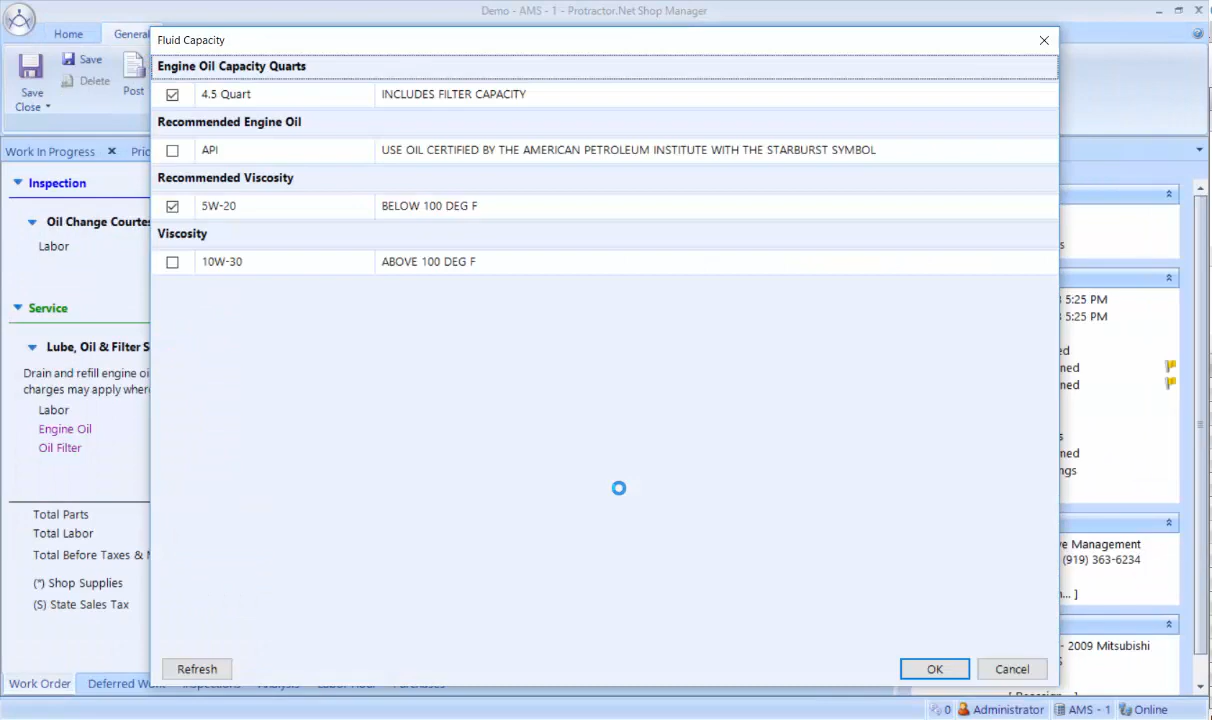 Demo - AMS - 1 - Protractor.Net Shop Manager
Home
General
Save
Close
Save
Delete
Post
Fluid Capacity
Engine Oil Capacity Quarts
4.5 Quart INCLUDES FILTER CAPACITY
Recommended Engine Oil
API USE OIL CERTIFIED BY THE AMERICAN PETROLEUM INSTITUTE WITH THE STARBURST SYMBOL
Recommended Viscosity
5W-20 BELOW 100 DEG F
Viscosity
10W-30 ABOVE 100 DEG F
Refresh OK Cancel
Work In Progress
Inspection
Oil Change Courtes
Labor
Service
Lube, Oil & Filter S
Drain and refill engine oi
charges may apply where
Labor
Engine Oil
Oil Filter
Total Parts
Total Labor
Total Before Taxes &
(*) Shop Supplies
(S) State Sales Tax
5:25 PM
5:25 PM
ed
ned
ned
ned
ngs
e Management
(919) 363-6234
... ]
- 2009 Mitsubishi
Work Order Deferred
0 Administrator AMS - 1 Online